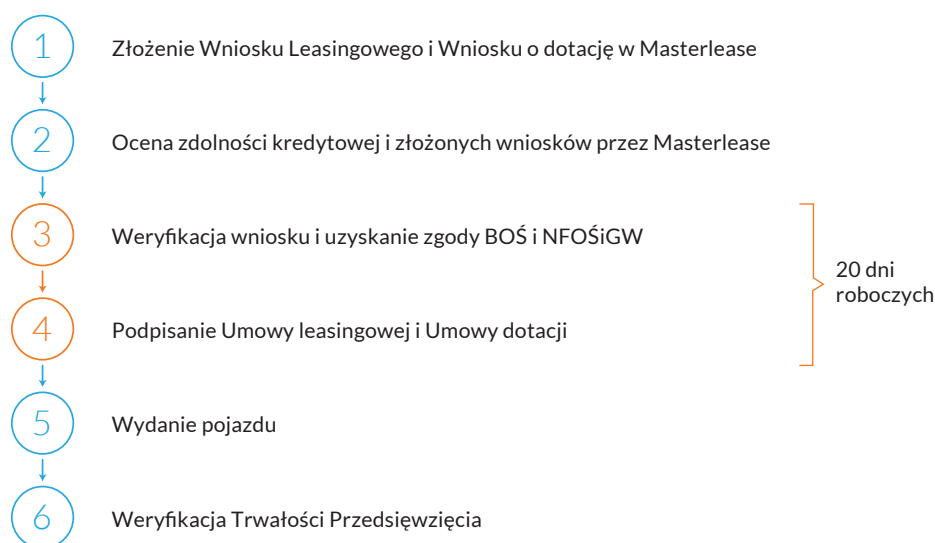 1
Złożenie Wniosku Leasingowego i Wniosku o dotację w Masterlease
2
Ocena zdolności kredytowej i złożonych wniosków przez Masterlease
3
Weryfikacja wniosku i uzyskanie zgody BOŚ i NFOŚiGW
20 dni
roboczych
4
Podpisanie Umowy leasingowej i Umowy dotacji
5
Wydanie pojazdu
6
Weryfikacja Trwałości Przedsięwzięcia